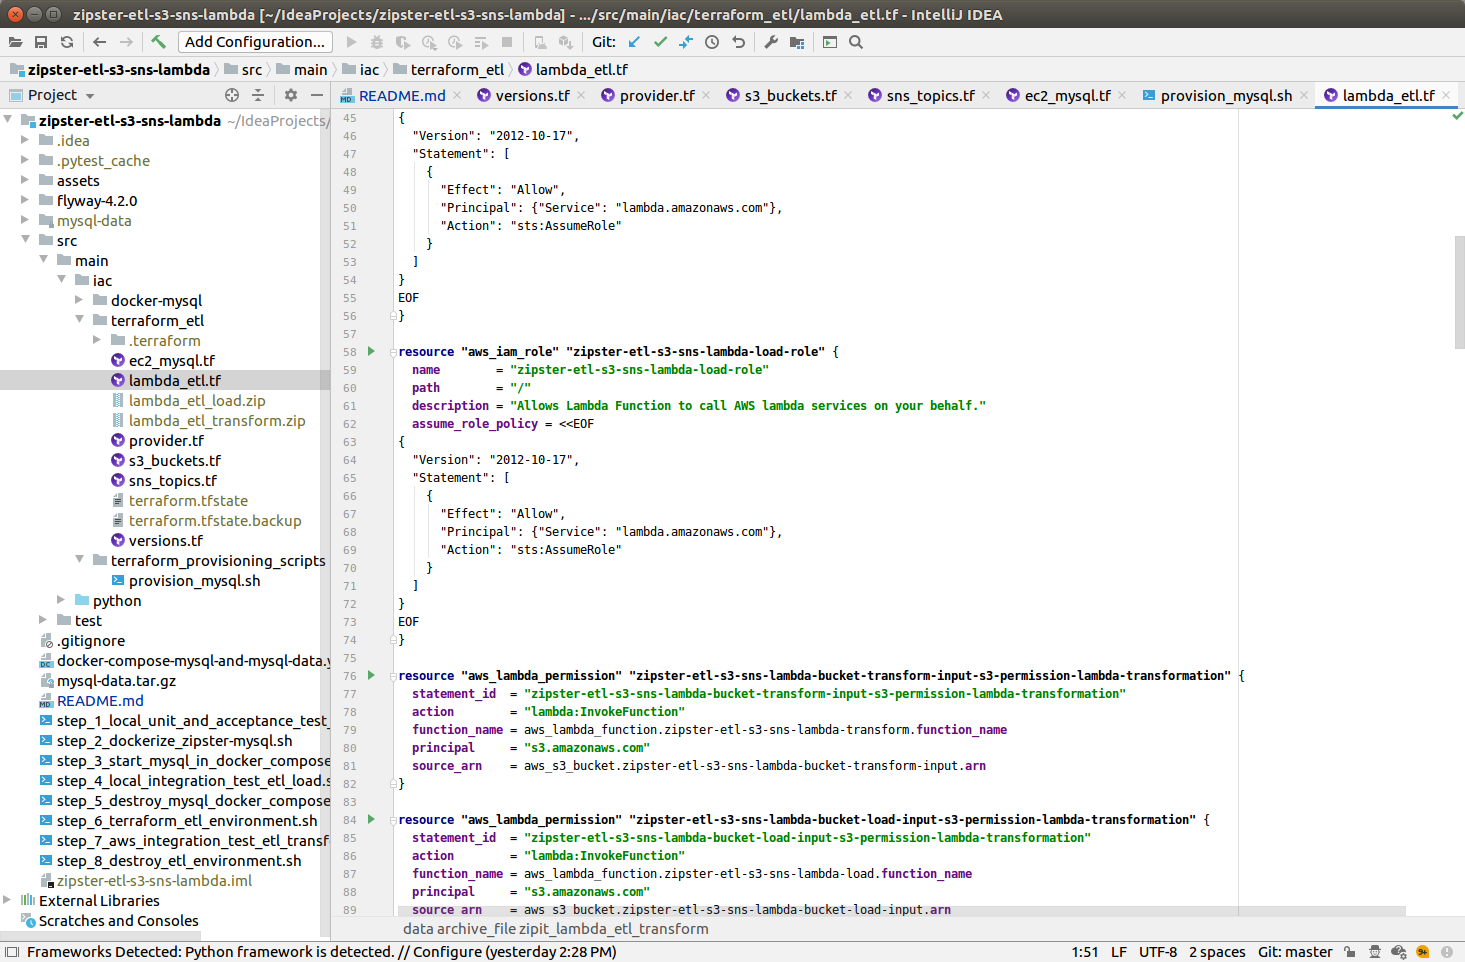 zipster-etl-s3-sns-lambda [~/IdeaProjects/zipster-etl-s3-sns-lambda] - .../src/main/iac/terraform_etl/lambda_etl.tf - IntelliJ IDEA
Add Configuration... Git:
zipster-etl-s3-sns-lambda src main iac terraform_etl lambda_etl.tf
Project README.md versions.tf provider.tf s3_buckets.tf sns_topics.tf ec2_mysql.tf provision_mysql.sh lambda_etl.tf
zipster-etl-s3-sns-lambda ~/IdeaProjects/
.idea
.pytest_cache
assets
flyway-4.2.0
mysql-data
src
main
iac
docker-mysql
terraform_etl
.terraform
ec2_mysql.tf
lambda_etl.tf
lambda_etl_load.zip
lambda_etl_transform.zip
provider.tf
s3_buckets.tf
sns_topics.tf
terraform.tfstate
terraform.tfstate.backup
versions.tf
terraform_provisioning_scripts
provision_mysql.sh
python
test
.gitignore
docker-compose-mysql-and-mysql-data.y
mysql-data.tar.gz
README.md
step_1_local_unit_and_acceptance_test_
step_2_dockerize_zipster-mysql.sh
step_3_start_mysql_in_docker_compose
step_4_local_integration_test_etl_load.s
step_5_destroy_mysql_docker_compose
step_6_terraform_etl_environment.sh
step_7_aws_integration_test_etl_transf
step_8_destroy_etl_environment.sh
zipster-etl-s3-sns-lambda.iml
External Libraries
Scratches and Consoles
45 {
46 "Version": "2012-10-17",
47 "Statement": [
48 {
49 "Effect": "Allow",
50 "Principal": {"Service": "lambda.amazonaws.com"},
51 "Action": "sts:AssumeRole"
52 }
53 ]
54 }
55 EOF
56 }
57
58 resource "aws_iam_role" "zipster-etl-s3-sns-lambda-load-role" {
59 name = "zipster-etl-s3-sns-lambda-load-role"
60 path = "/"
61 description = "Allows Lambda Function to call AWS lambda services on your behalf."
62 assume_role_policy = <<EOF
63 {
64 "Version": "2012-10-17",
65 "Statement": [
66 {
67 "Effect": "Allow",
68 "Principal": {"Service": "lambda.amazonaws.com"},
69 "Action": "sts:AssumeRole"
70 }
71 ]
72 }
73 EOF
74 }
75
76 resource "aws_lambda_permission" "zipster-etl-s3-sns-lambda-bucket-transform-input-s3-permission-lambda-transformation" {
77 statement_id = "zipster-etl-s3-sns-lambda-bucket-transform-input-s3-permission-lambda-transformation"
78 action = "lambda:InvokeFunction"
79 function_name = aws_lambda_function.zipster-etl-s3-sns-lambda-transform.function_name
80 principal = "s3.amazonaws.com"
81 source_arn = aws_s3_bucket.zipster-etl-s3-sns-lambda-bucket-transform-input.arn
82 }
83
84 resource "aws_lambda_permission" "zipster-etl-s3-sns-lambda-bucket-load-input-s3-permission-lambda-transformation" {
85 statement_id = "zipster-etl-s3-sns-lambda-bucket-load-input-s3-permission-lambda-transformation"
86 action = "lambda:InvokeFunction"
87 function_name = aws_lambda_function.zipster-etl-s3-sns-lambda-load.function_name
88 principal = "s3.amazonaws.com"
89 source_arn = aws_s3_bucket.zipster-etl-s3-sns-lambda-bucket-load-input.arn
data archive_file zipit_lambda_etl_transform
Frameworks Detected: Python framework is detected. // Configure (yesterday 2:28 PM) 1:51 LF UTF-8 2 spaces Git: master 9+